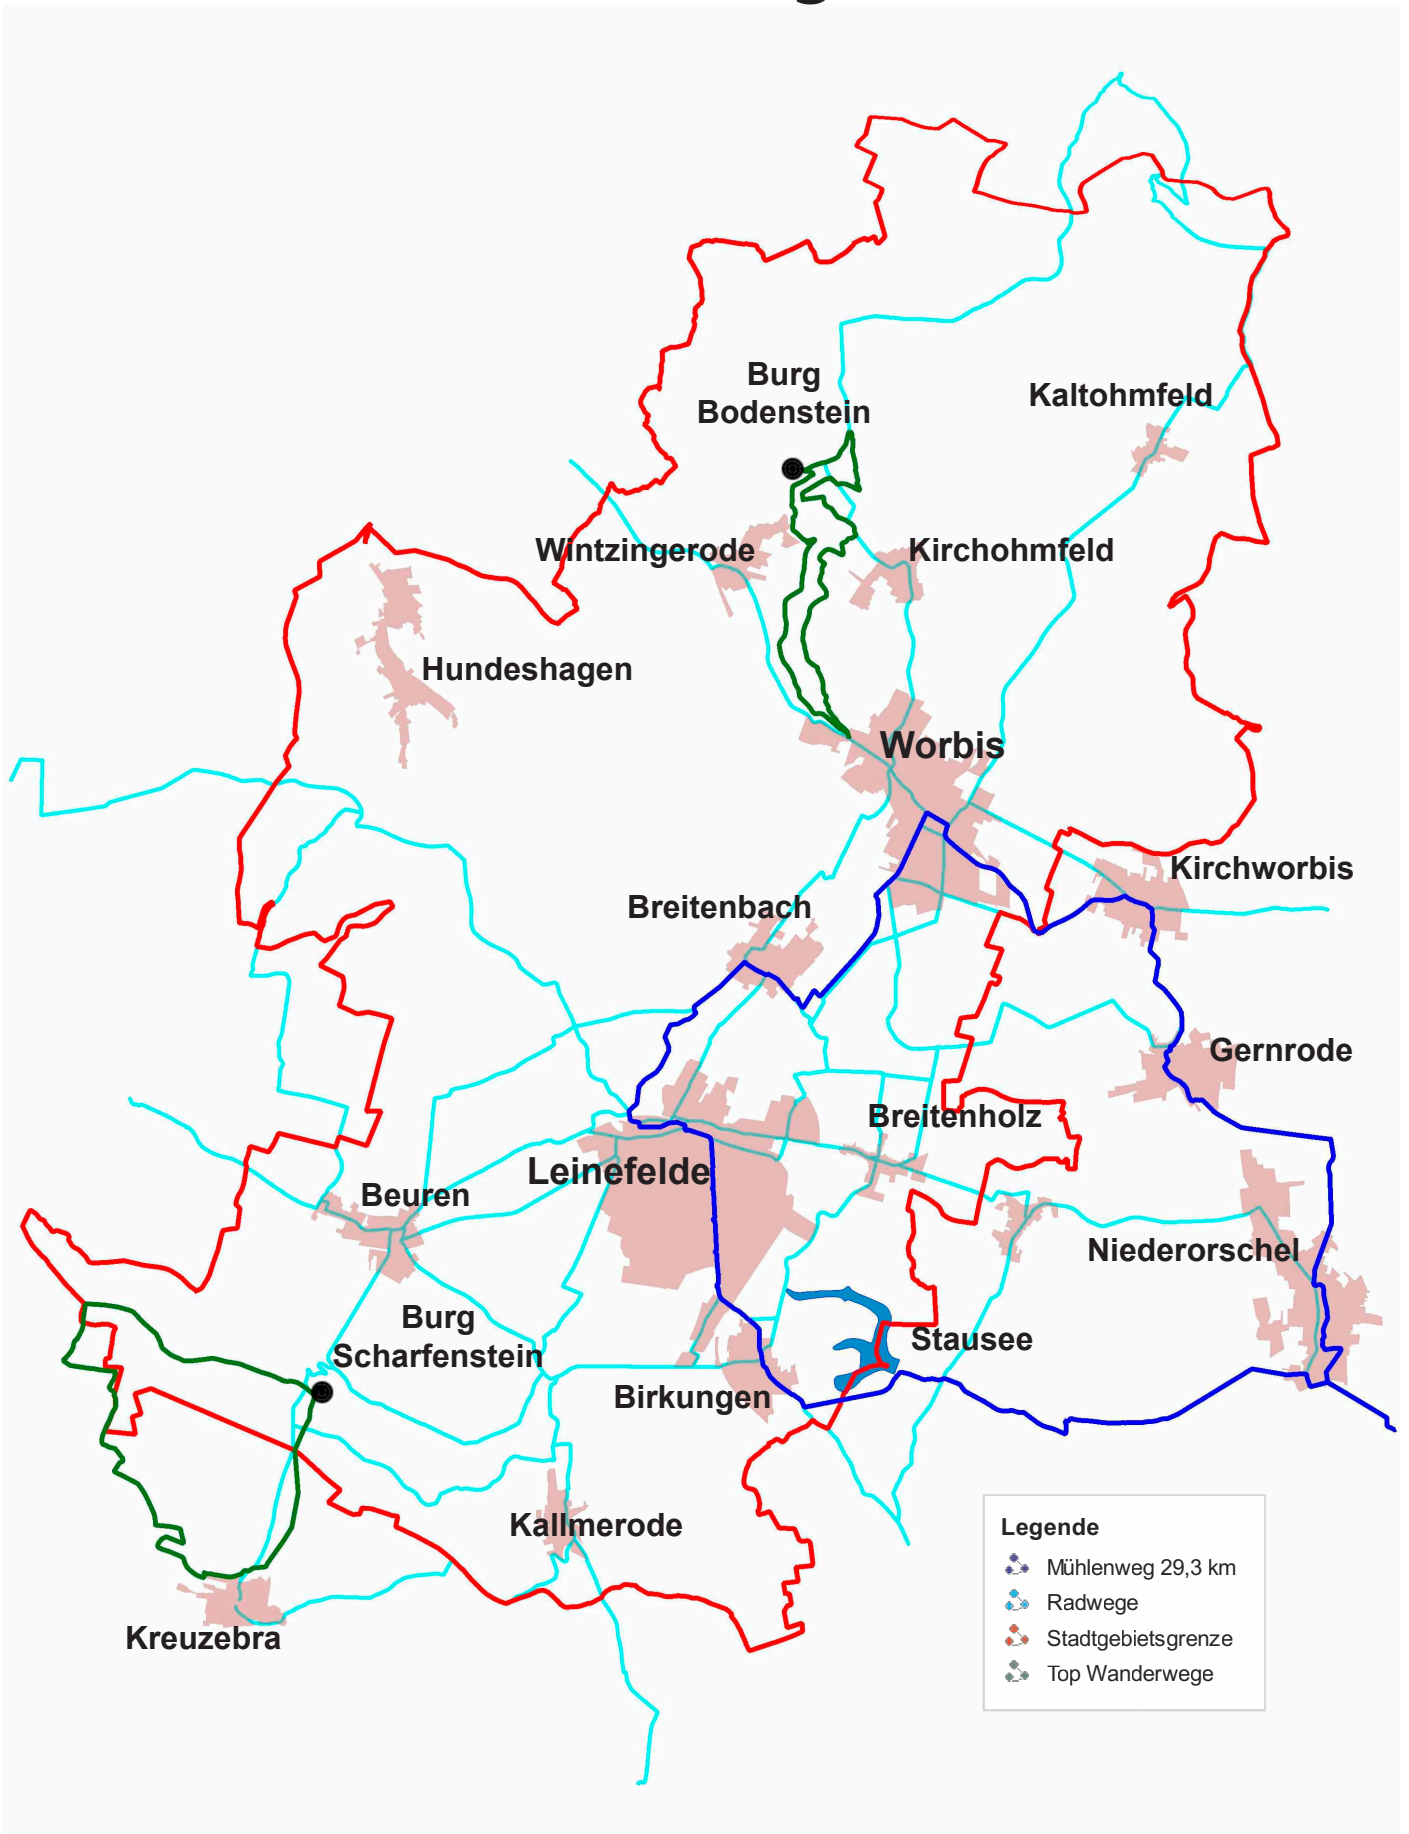 Burg
Bodenstein
Kaltohmfeld
Wintzingerode
Kirchohmfeld
Hundeshagen
Worbis
Kirchworbis
Breitenbach
Gernrode
Breitenholz
Leinefelde
Beuren
Niederorschel
Burg
Scharfenstein
Stausee
Birkungen
Kallmerode
Kreuzebra
Legende
Mühlenweg 29,3 km
Radwege
Stadtgebietsgrenze
Top Wanderwege